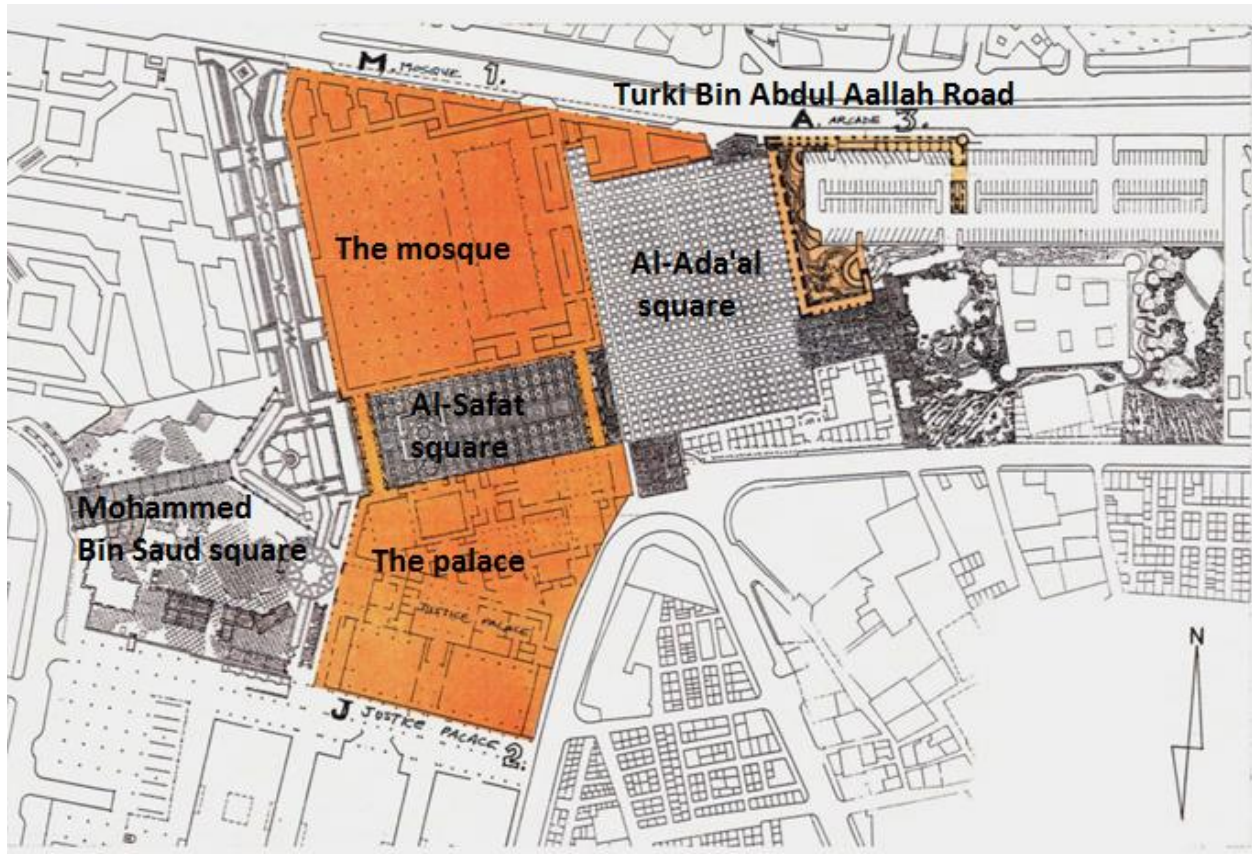 M. MOSQUE 1.
Turki Bin Abdul Aallah Road
A. ARCADE 3.
The mosque
Al-Ada'al
square
Al-Safat
square
Mohammed
Bin Saud square
The palace
JUSTICE PALACE
J JUSTICE PALACE 2.
N